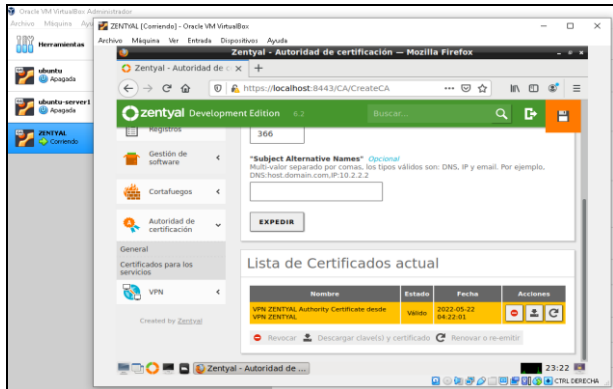 Oracle VM VirtualBox Administrador
Archivo Máquina Ayu
Herramientas
ubuntu
Apagada
ubuntu-server1
Apagada
ZENTYAL
Corriendo
ZENTYAL [Corriendo] - Oracle VM VirtualBox
Archivo Máquina Ver Entrada Dispositivos Ayuda
Zentyal - Autoridad de certificación — Mozilla Firefox
Zentyal - Autoridad de c
https://localhost:8443/CA/CreateCA
zentyal Development Edition 6.2
Buscar...
Registros
Gestión de
software
Cortafuegos
Autoridad de
certificación
General
Certificados para los
servicios
VPN
Created by Zentyal
366
"Subject Alternative Names" Opcional
Multi-valor separado por comas, los tipos válidos son: DNS, IP y email. Por ejemplo,
DNS:host.domain.com,IP:10.2.2.2
EXPEDIR
Lista de Certificados actual
Nombre Estado Fecha Acciones
VPN ZENTYAL Authority Certificate desde
VPN ZENTYAL
Válido
2022-05-22
04:22:01
Revocar Descargar clave(s) y certificado Renovar o re-emitir
Zentyal - Autoridad de ...
23:22
CTRL DERECHA